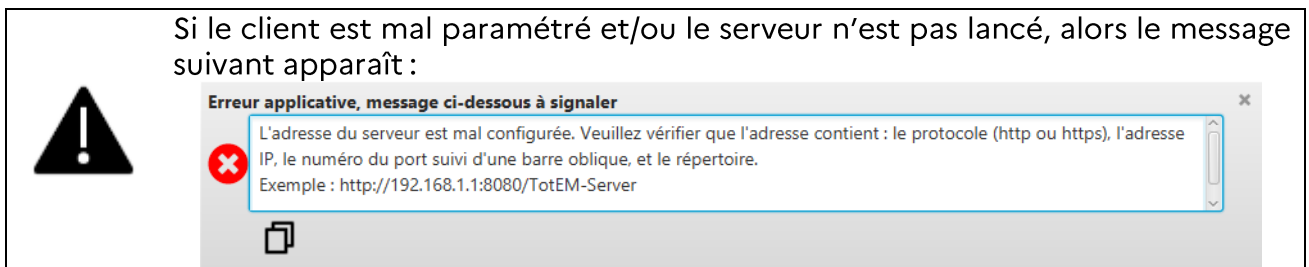 Si le client est mal paramétré et/ou le serveur n’est pas lancé, alors le message
suivant apparaît :
Erreur applicative, message ci-dessous à signaler
L'adresse du serveur est mal configurée. Veuillez vérifier que l'adresse contient : le protocole (http ou https), l'adresse
IP, le numéro du port suivi d'une barre oblique, et le répertoire.
Exemple : http://192.168.1.1:8080/TotEM-Server